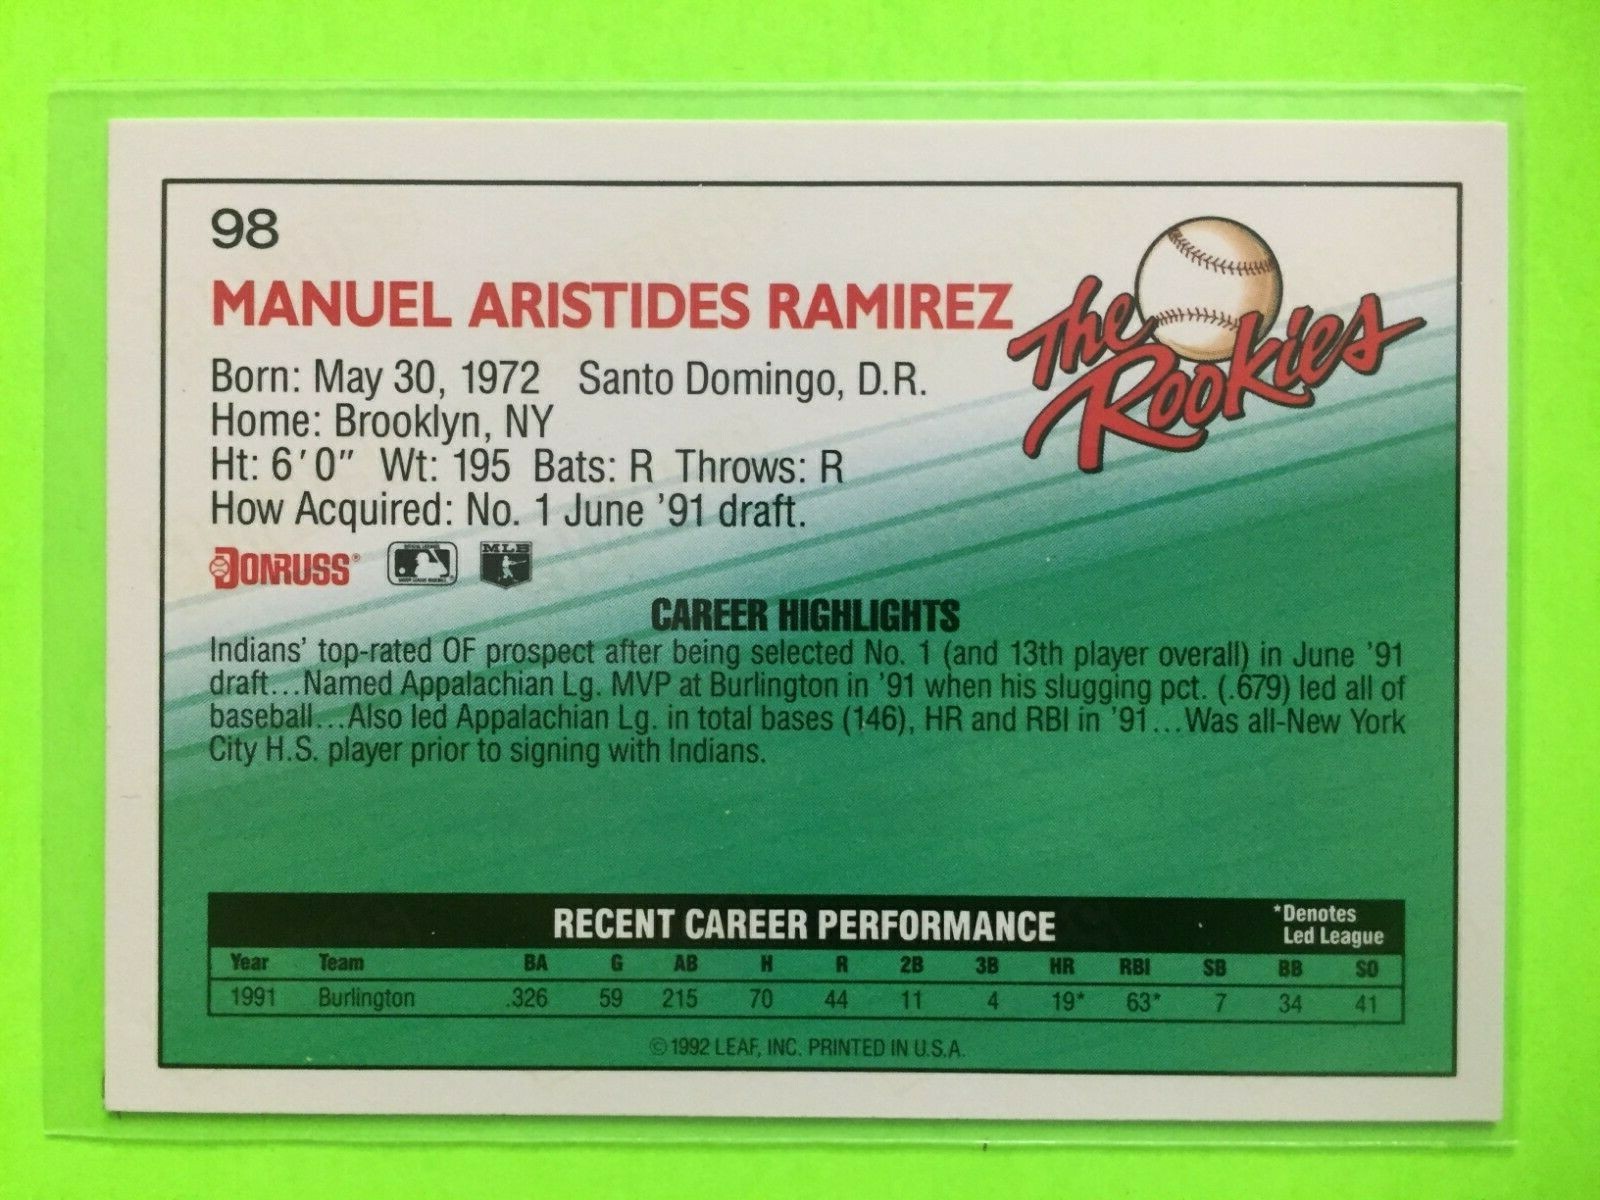 98
MANUEL ARISTIDES RAMIREZ
The Rookies
Born: May 30, 1972 Santo Domingo, D.R.
Home: Brooklyn, NY
Ht: 6'0" Wt: 195 Bats: R Throws: R
How Acquired: No. 1 June '91 draft.
DONRUSS® MLB
CAREER HIGHLIGHTS
Indians' top-rated OF prospect after being selected No. 1 (and 13th player overall) in June '91
draft...Named Appalachian Lg. MVP at Burlington in '91 when his slugging pct. (.679) led all of
baseball...Also led Appalachian Lg. in total bases (146), HR and RBI in '91...Was all-New York
City H.S. player prior to signing with Indians.
RECENT CAREER PERFORMANCE
*Denotes
Led League
Year Team BA G AB H R 2B 3B HR RBI SB BB SO
1991 Burlington .326 59 215 70 44 11 4 19* 63* 7 34 41
©1992 LEAF, INC. PRINTED IN U.S.A.